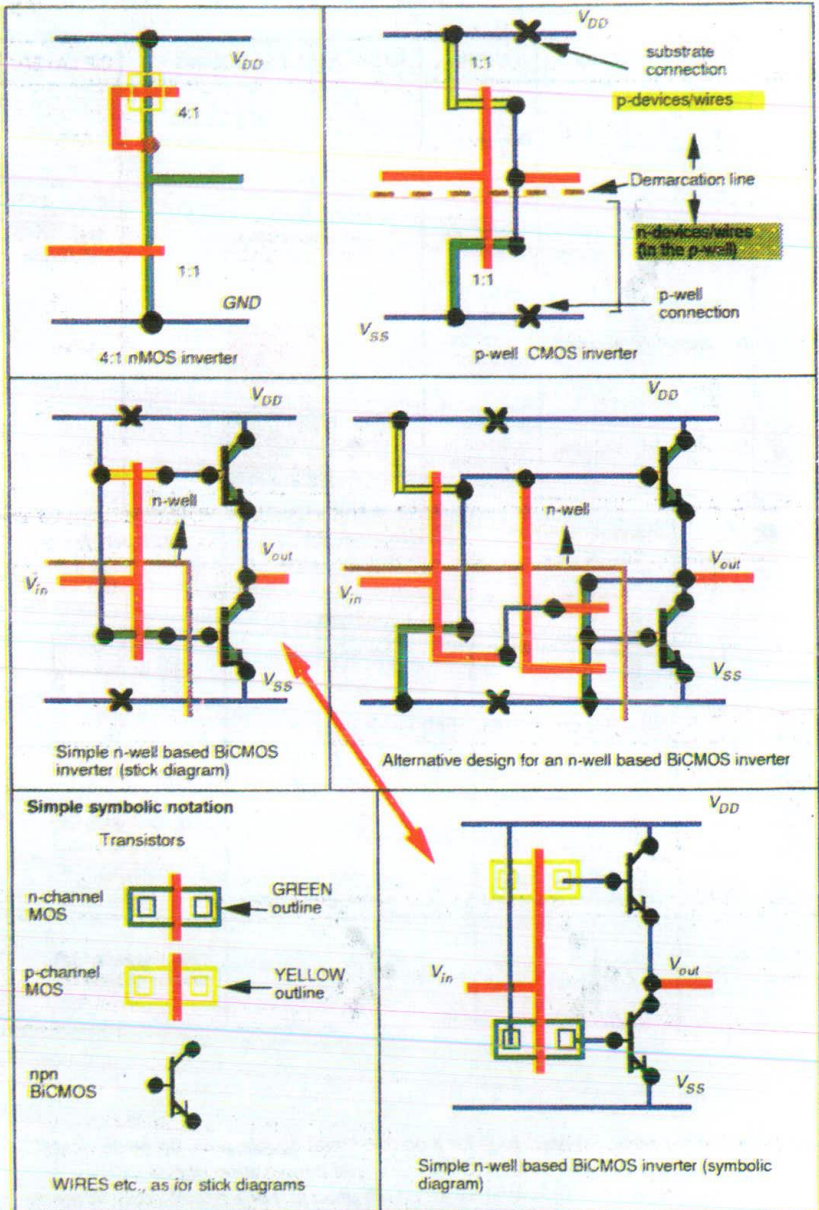 V_DD
4:1
1:1
GND
4:1 nMOS inverter
V_DD
1:1
substrate
connection
p-devices/wires
Demarcation line
n-devices/wires
(in the p-well)
1:1
p-well
connection
V_SS
p-well CMOS inverter
V_DD
n-well
V_out
V_in
V_SS
Simple n-well based BiCMOS
inverter (stick diagram)
V_DD
n-well
V_out
V_in
V_SS
Alternative design for an n-well based BiCMOS inverter
Simple symbolic notation
Transistors
n-channel
MOS
GREEN
outline
p-channel
MOS
YELLOW
outline
npn
BiCMOS
WIRES etc., as for stick diagrams
V_DD
V_in
V_out
V_SS
Simple n-well based BiCMOS inverter (symbolic
diagram)